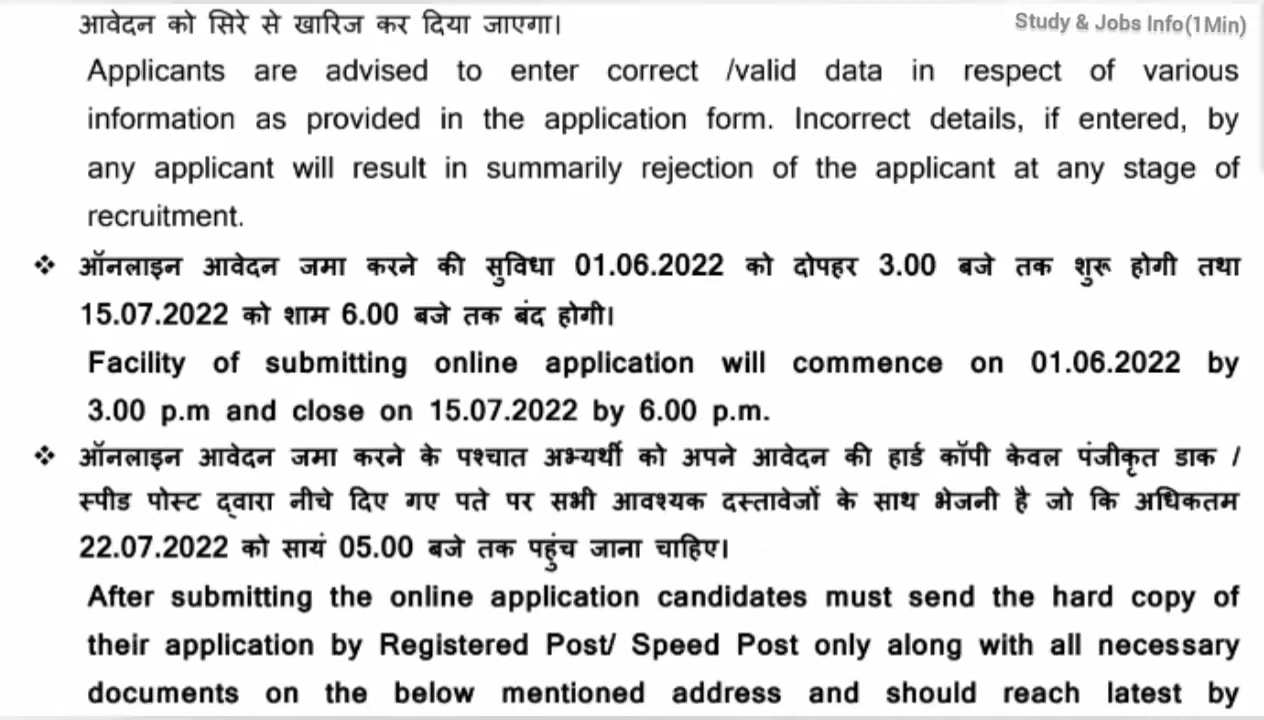 आवेदन को सिरे से खारिज कर दिया जाएगा।
Study & Jobs Info(1Min)
Applicants are advised to enter correct /valid data in respect of various
information as provided in the application form. Incorrect details, if entered, by
any applicant will result in summarily rejection of the applicant at any stage of
recruitment.
❖ ऑनलाइन आवेदन जमा करने की सुविधा 01.06.2022 को दोपहर 3.00 बजे तक शुरू होगी तथा
15.07.2022 को शाम 6.00 बजे तक बंद होगी।
Facility of submitting online application will commence on 01.06.2022 by
3.00 p.m and close on 15.07.2022 by 6.00 p.m.
❖ ऑनलाइन आवेदन जमा करने के पश्चात अभ्यर्थी को अपने आवेदन की हार्ड कॉपी केवल पंजीकृत डाक /
स्पीड पोस्ट द्वारा नीचे दिए गए पते पर सभी आवश्यक दस्तावेजों के साथ भेजनी है जो कि अधिकतम
22.07.2022 को सायं 05.00 बजे तक पहुंच जाना चाहिए।
After submitting the online application candidates must send the hard copy of
their application by Registered Post/ Speed Post only along with all necessary
documents on the below mentioned address and should reach latest by